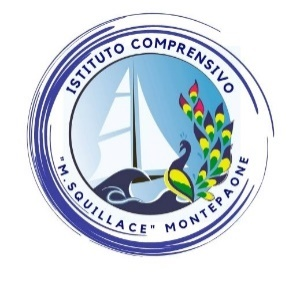 ISTITUTO COMPRENSIVO
"M.SQUILLACE" MONTEPAONE